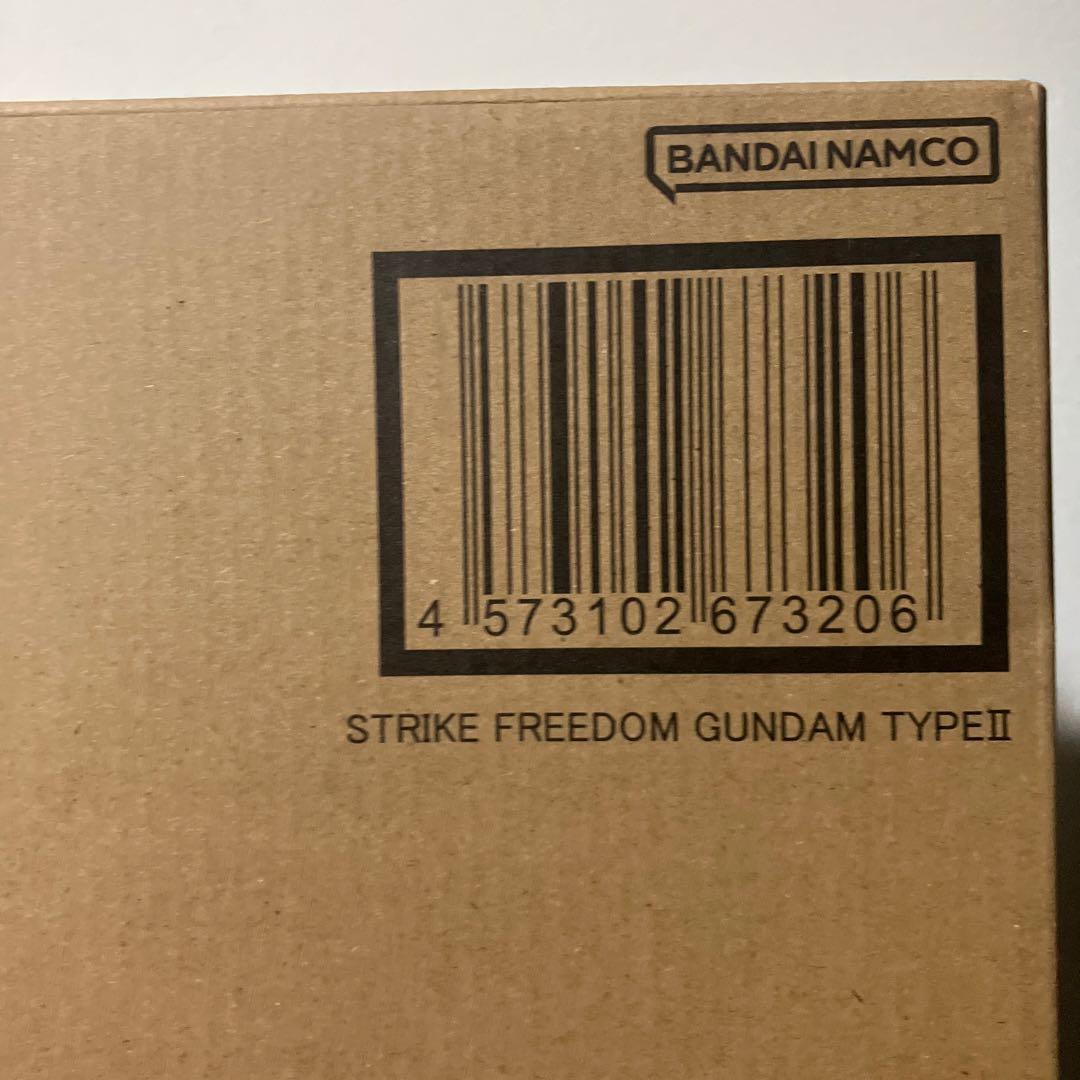 BANDAI NAMCO
4 573102 673206
STRIKE FREEDOM GUNDAM TYPEⅡ